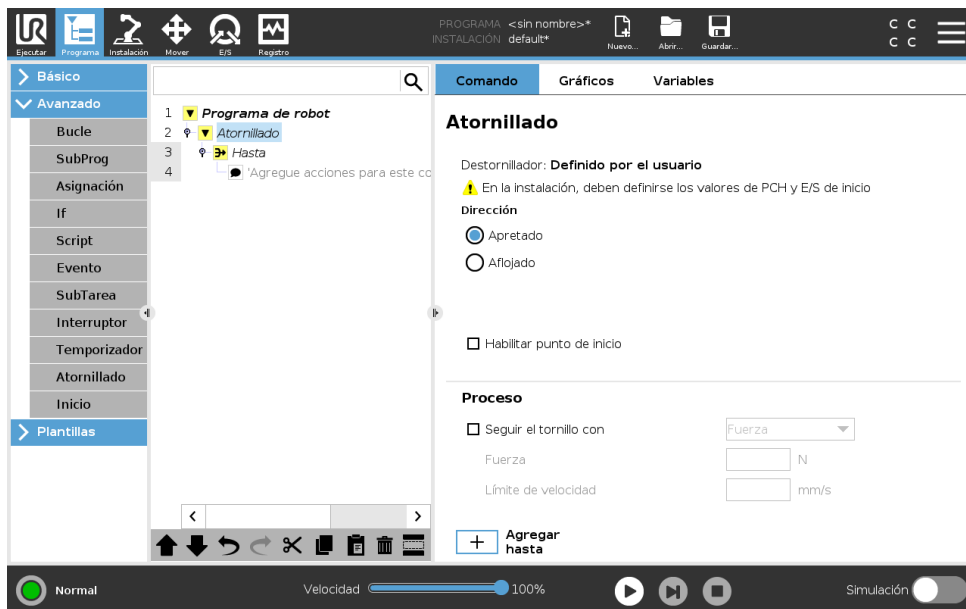 PROGRAMA <sin nombre>*
INSTALACIÓN default*
Ejecutar Programa Instalación Mover E/S Registro Nuevo... Abrir... Guardar...
C C
C C
Básico
Avanzado
Bucle
SubProg
Asignación
If
Script
Evento
SubTarea
Interruptor
Temporizador
Atornillado
Inicio
Plantillas
1 Programa de robot
2 Atornillado
3 Hasta
4 'Agregue acciones para este co
Comando Gráficos Variables
Atornillado
Destornillador: Definido por el usuario
En la instalación, deben definirse los valores de PCH y E/S de inicio
Dirección
Apretado
Aflojado
Habilitar punto de inicio
Proceso
Seguir el tornillo con Fuerza
Fuerza N
Límite de velocidad mm/s
+ Agregar
hasta
Normal Velocidad 100% Simulación